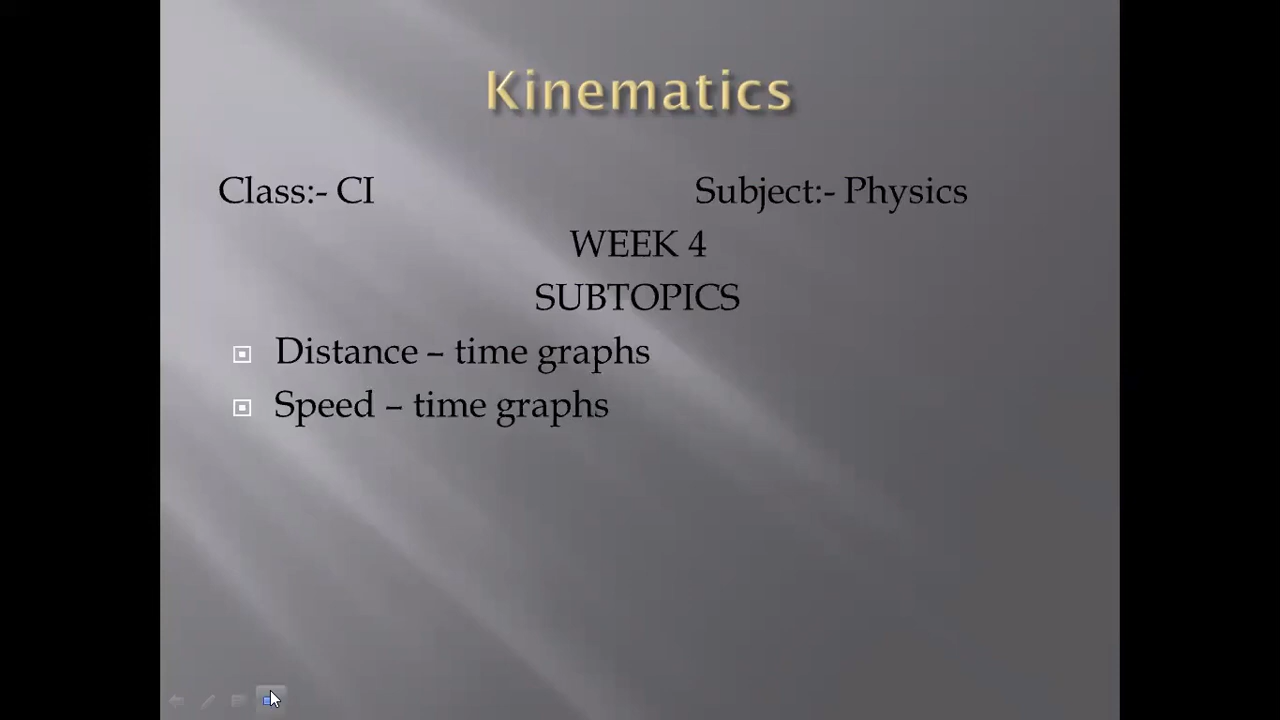 Kinematics
Class:- CI Subject:- Physics
WEEK 4
SUBTOPICS
Distance – time graphs
Speed – time graphs